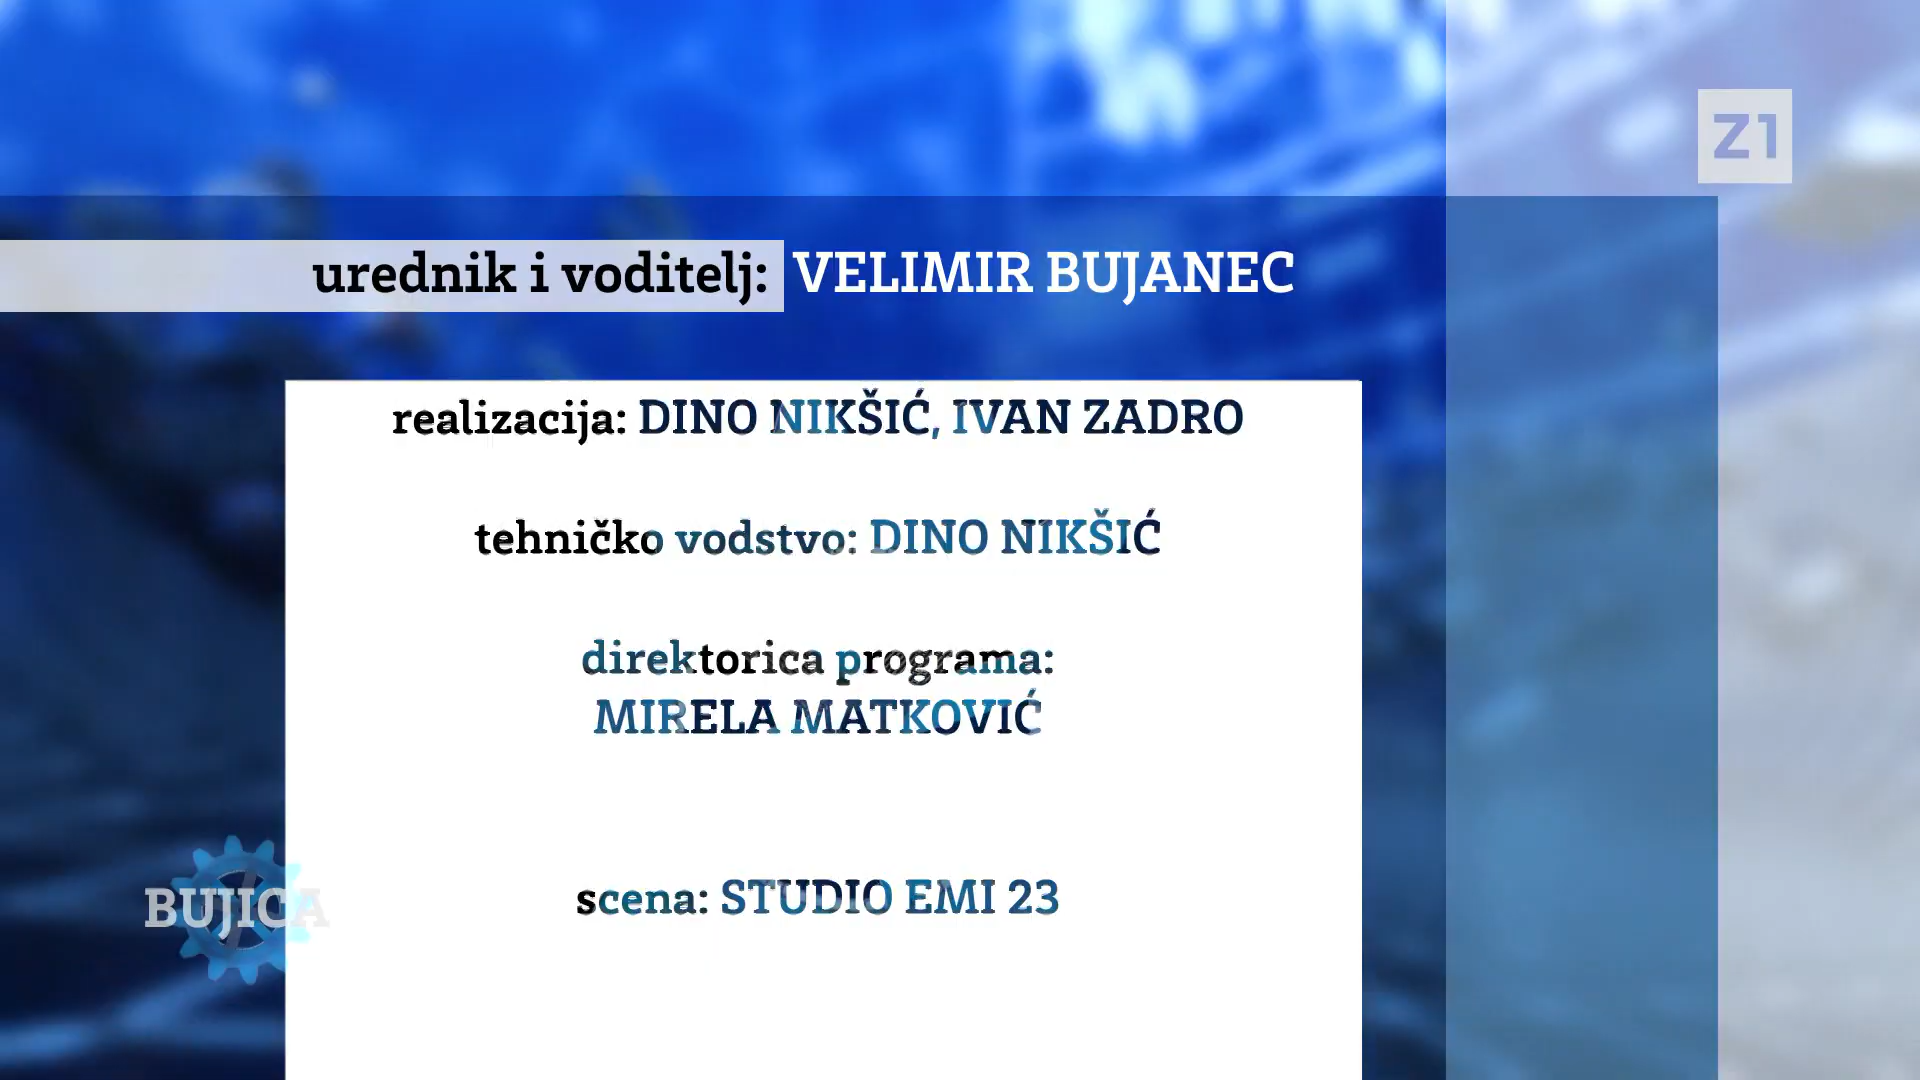 Z1
urednik i voditelj: VELIMIR BUJANEC
realizacija: DINO NIKŠIĆ, IVAN ZADRO
tehničko vodstvo: DINO NIKŠIĆ
direktorica programa:
MIRELA MATKOVIĆ
scena: STUDIO EMI 23
BUJICA